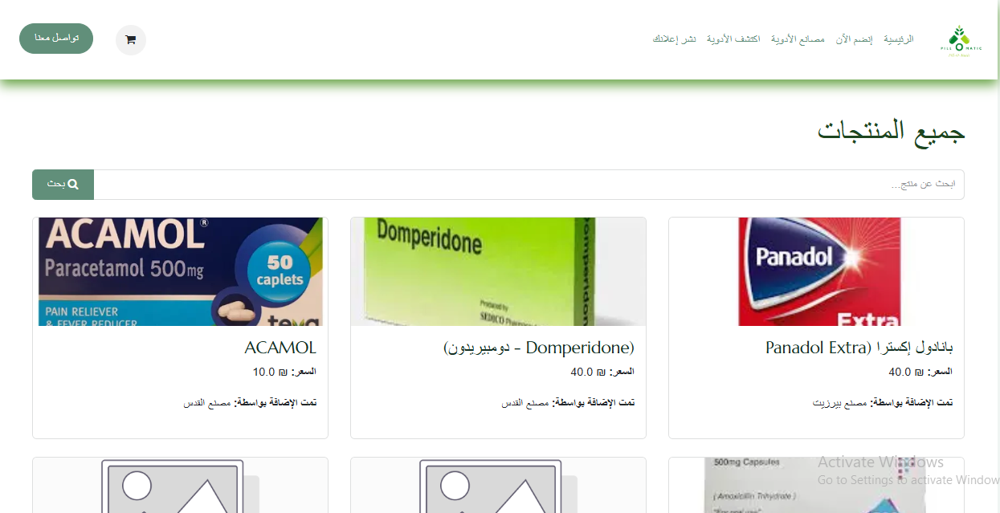 PILL O MATIC
الرئيسية
إنضم الآن
مصانع الأدوية
اكتشف الأدوية
نشر إعلانك
تواصل معنا
جميع المنتجات
ابحث عن منتج...
بحث
Panadol
Extra
بانادول إكسترا (Panadol Extra
السعر: ₪ 40.0
تمت الإضافة بواسطة: مصنع بيرزيت
Domperidone
Domperidone
Produced by
SEDICO
(Domperidone - دومبيريدون)
السعر: ₪ 40.0
تمت الإضافة بواسطة: مصنع القدس
ACAMOL®
Paracetamol 500mg
50
caplets
PAIN RELIEVER
& FEVER REDUCER
teva
ACAMOL
السعر: ₪ 10.0
تمت الإضافة بواسطة: مصنع القدس
500mg Capsules
(Amoxicillin Trihydrate)
"For oral use"
Activate Windows
Go to Settings to activate Window